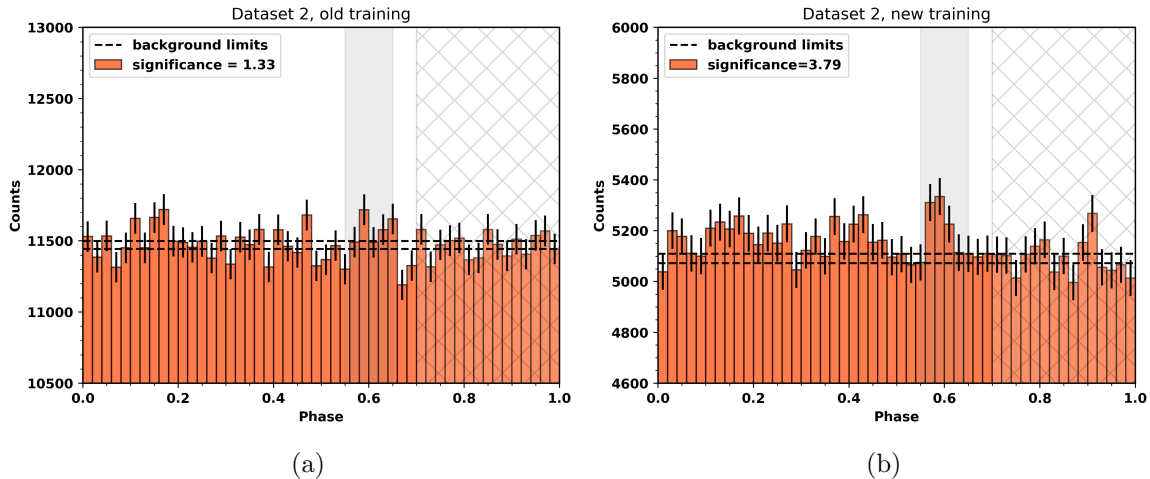 Dataset 2, old training
13000
12500
12000
11500
11000
10500
Counts
background limits
significance = 1.33
0.0
0.2
0.4
0.6
0.8
1.0
Phase
(a)
Dataset 2, new training
6000
5800
5600
5400
5200
5000
4800
4600
Counts
background limits
significance=3.79
0.0
0.2
0.4
0.6
0.8
1.0
Phase
(b)